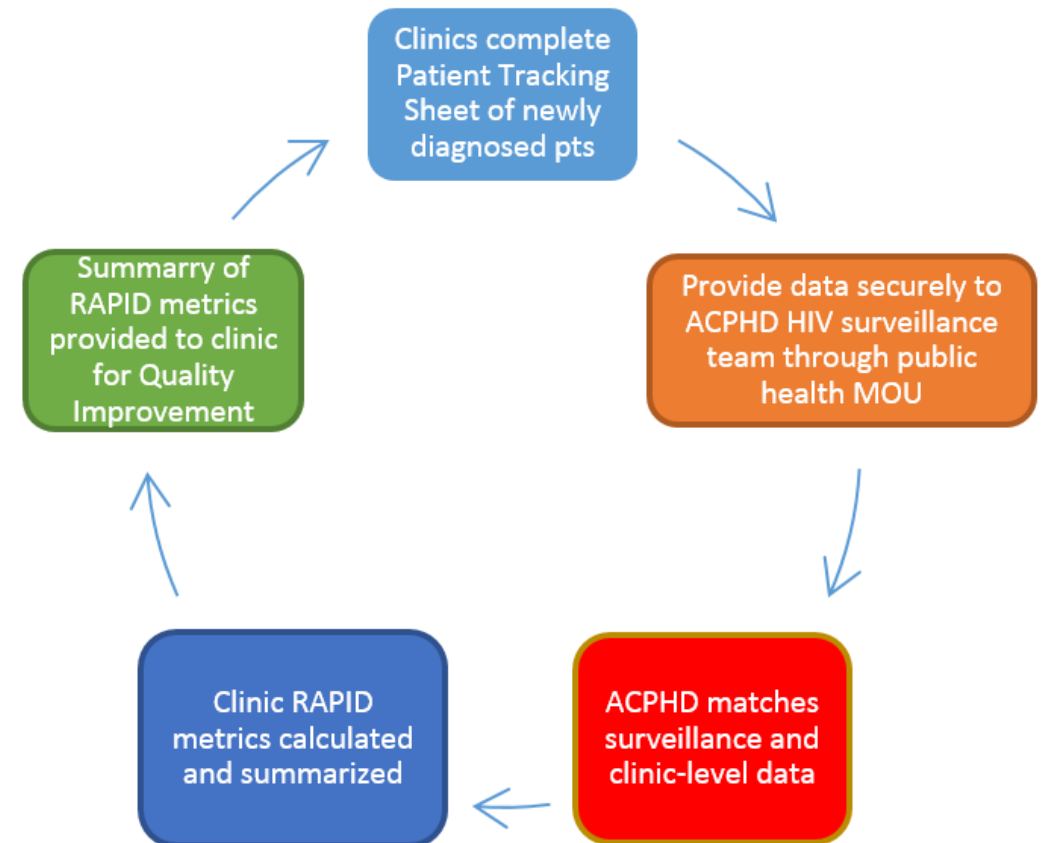 Clinics complete
Patient Tracking
Sheet of newly
diagnosed pts
Provide data securely to
ACPHD HIV surveillance
team through public
health MOU
ACPHD matches
surveillance and
clinic-level data
Clinic RAPID
metrics calculated
and summarized
Summarry of
RAPID metrics
provided to clinic
for Quality
Improvement